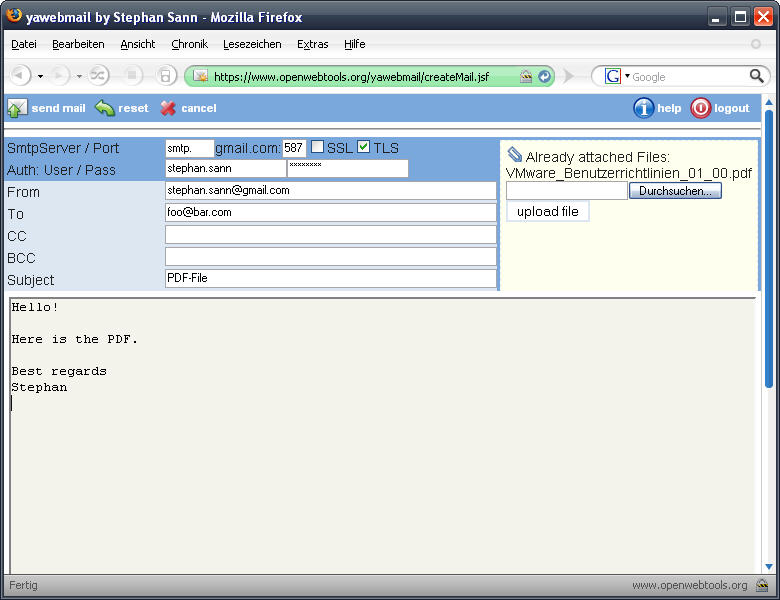 yawebmail by Stephan Sann - Mozilla Firefox
Datei Bearbeiten Ansicht Chronik Lesezeichen Extras Hilfe
https://www.openwebtools.org/yawebmail/createMail.jsf G Google
send mail reset cancel help logout
SmtpServer / Port smtp. gmail.com: 587 SSL TLS
Auth: User / Pass stephan.sann ********
From stephan.sann@gmail.com
To foo@bar.com
CC
BCC
Subject PDF-File
Already attached Files:
VMware_Benutzerrichtlinien_01_00.pdf
Durchsuchen...
upload file
Hello!
Here is the PDF.
Best regards
Stephan
Fertig www.openwebtools.org